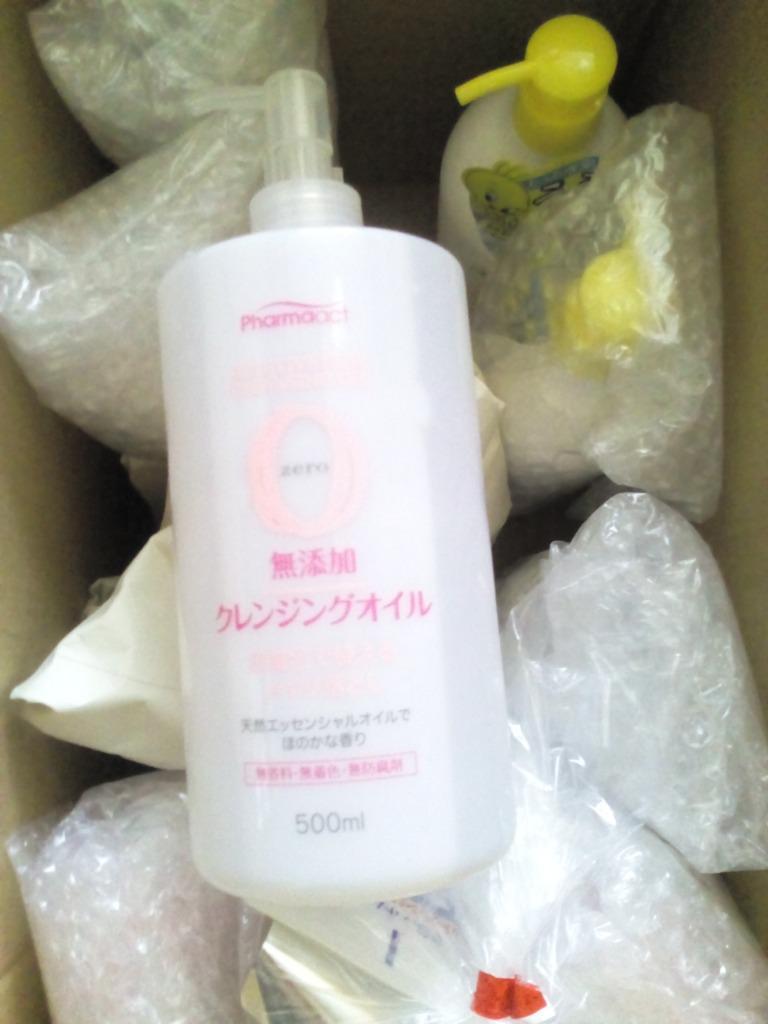 Pharmaact
0
zero
無添加
クレンジングオイル
天然エッセンシャルオイルで
ほのかな香り
無香料・無着色・無防腐剤
500ml